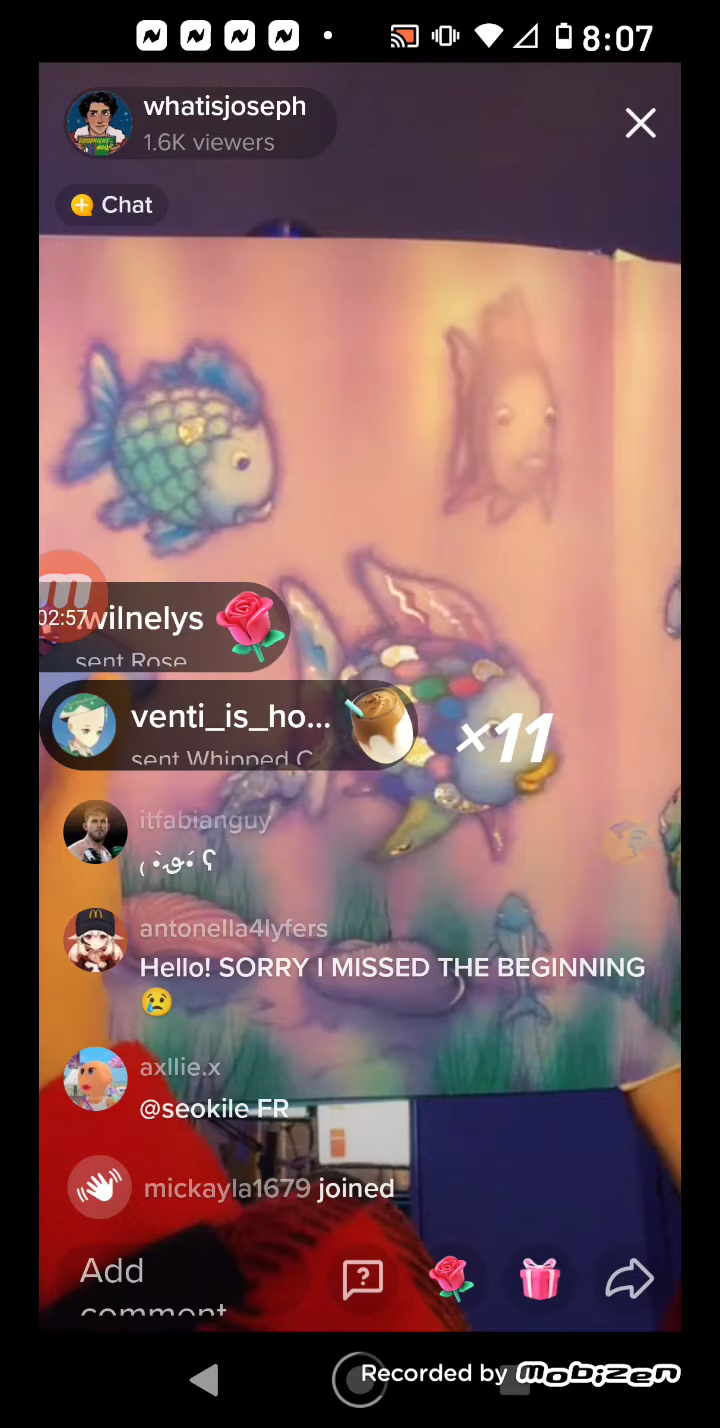 8:07
whatisjoseph
1.6K viewers
Chat
02:57
wilnelys
sent Rose
venti_is_ho...
sent Whipped C
×11
itfabianguy
antonella4lyfers
Hello! SORRY I MISSED THE BEGINNING
😢
axllie.x
@seokile FR
mickayla1679 joined
Add
comment
Recorded by mobizen